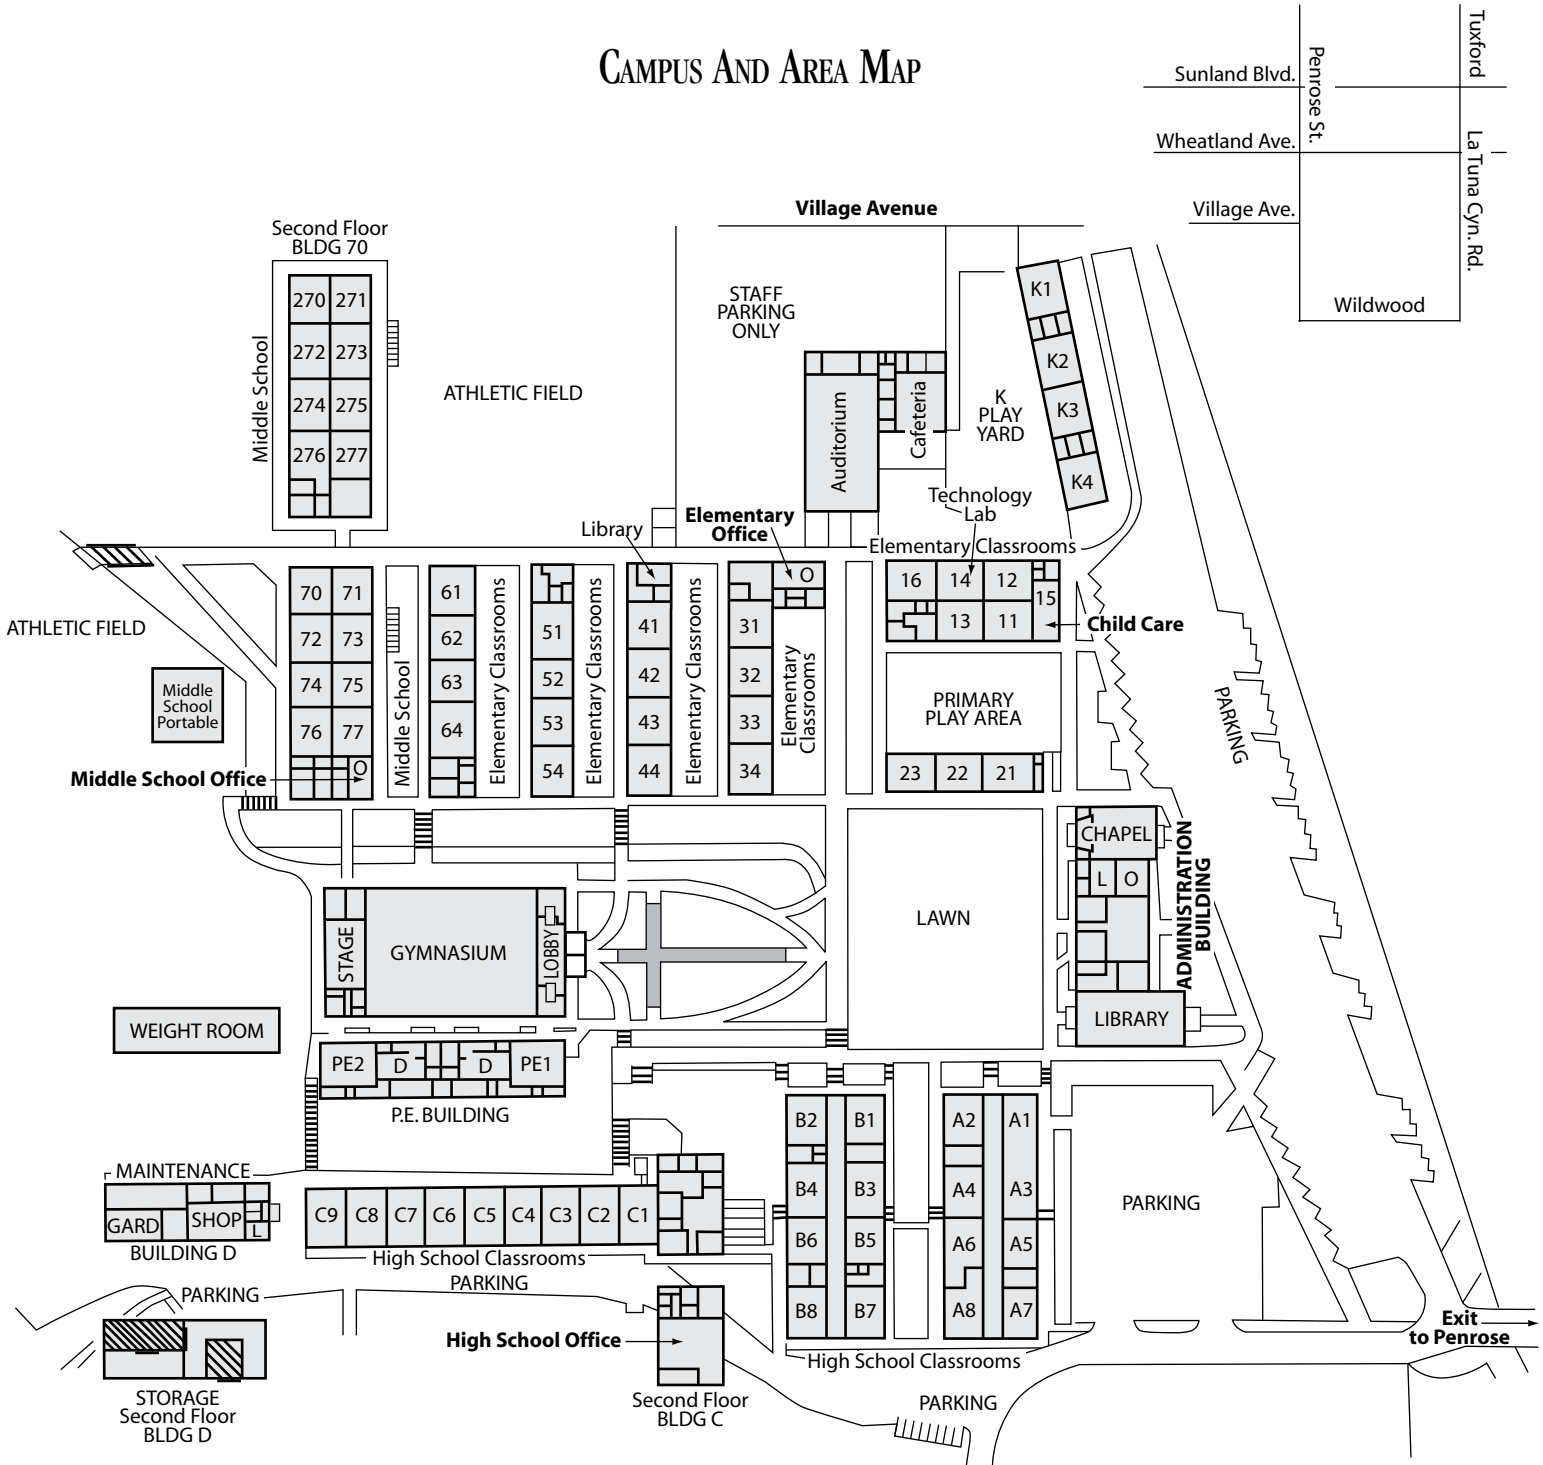 CAMPUS AND AREA MAP
Tuxford
Penrose St.
Sunland Blvd.
Wheatland Ave.
La Tuna Cyn. Rd.
Village Ave.
Wildwood
Village Avenue
Second Floor
BLDG 70
270 271
272 273
274 275
276 277
Middle School
ATHLETIC FIELD
STAFF
PARKING
ONLY
Auditorium
Cafeteria
K
PLAY
YARD
K1
K2
K3
K4
Technology
Lab
Library
Elementary
Office
Elementary Classrooms
ATHLETIC FIELD
Middle
School
Portable
70 71
72 73
74 75
76 77
O
Middle School Office
Middle School
61
62
63
64
Elementary Classrooms
51
52
53
54
Elementary Classrooms
41
42
43
44
Elementary Classrooms
O
31
32
33
34
Elementary
Classrooms
16 14 12
15
13 11
Child Care
PRIMARY
PLAY AREA
23 22 21
PARKING
CHAPEL
L O
ADMINISTRATION
BUILDING
LIBRARY
LAWN
STAGE
GYMNASIUM
LOBBY
WEIGHT ROOM
PE2 D D PE1
P.E. BUILDING
MAINTENANCE
GARD SHOP
L
BUILDING D
C9 C8 C7 C6 C5 C4 C3 C2 C1
High School Classrooms
PARKING
B2 B1
B4 B3
B6 B5
B8 B7
A2 A1
A4 A3
A6 A5
A8 A7
High School Classrooms
PARKING
PARKING
STORAGE
Second Floor
BLDG D
High School Office
Second Floor
BLDG C
PARKING
Exit
to Penrose